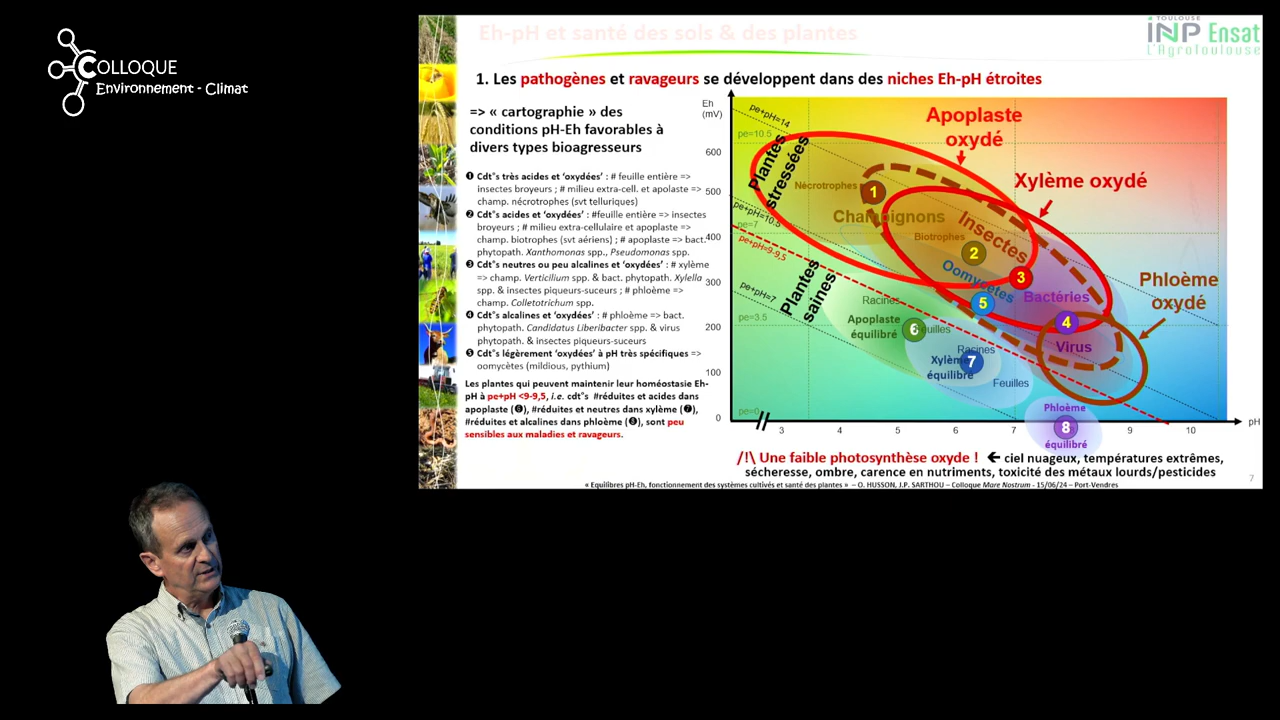 COLLOQUE
Environnement - Climat
Eh-pH et santé des sols & des plantes
TOULOUSE
INP Ensat
L'Agrotoulouse
1. Les pathogènes et ravageurs se développent dans des niches Eh-pH étroites
=> « cartographie » des
conditions pH-Eh favorables à
divers types bioagresseurs
❶ Cdt°s très acides et ‘oxydées’ : # feuille entière =>
insectes broyeurs ; # milieu extra-cell. et apolaste =>
champ. nécrotrophes (svt telluriques)
❷ Cdt°s acides et ‘oxydées’ : #feuille entière => insectes
broyeurs ; # milieu extra-cellulaire et apoplaste =>
champ. biotrophes (svt aériens) ; # apoplaste => bact.
phytopath. Xanthomonas spp., Pseudomonas spp.
❸ Cdt°s neutres ou peu alcalines et ‘oxydées’ : # xylème
=> champ. Verticilium spp. & bact. phytopath. Xylella
spp. & insectes piqueurs-suceurs ; # phloème =>
champ. Colletotrichum spp.
❹ Cdt°s alcalines et ‘oxydées’ : # phloème => bact.
phytopath. Candidatus Liberibacter spp. & virus
phytopath. & insectes piqueurs-suceurs
❺ Cdt°s légèrement ‘oxydées’ à pH très spécifiques =>
oomycètes (mildious, pythium)
Les plantes qui peuvent maintenir leur homéostasie Eh-
pH à pe+pH <9-9,5, i.e. cdt°s #réduites et acides dans
apoplaste (❻), #réduites et neutres dans xylème (❼),
#réduites et alcalines dans phloème (❽), sont peu
sensibles aux maladies et ravageurs.
Eh
(mV)
600
500
400
300
200
100
0
3
4
5
6
7
9
10
pH
pe+pH=14
pe=10.5
pe+pH=10.5
pe=7
pe+pH=9-9,5
pe+pH=7
pe=3.5
pe=0
Plantes
stressées
Plantes
saines
Apoplaste
oxydé
Xylème oxydé
Phloème
oxydé
Nécrotrophes
1
Champignons
Biotrophes
2
Insectes
3
Oomycètes
5
Bactéries
4
Virus
Racines
Apoplaste
équilibré
6
Feuilles
Racines
Xylème
équilibré
7
Feuilles
Phloème
8
équilibré
/!\ Une faible photosynthèse oxyde ! 🡰 ciel nuageux, températures extrêmes,
sécheresse, ombre, carence en nutriments, toxicité des métaux lourds/pesticides
« Equilibres pH-Eh, fonctionnement des systèmes cultivés et santé des plantes » – O. HUSSON, J.P. SARTHOU – Colloque Mare Nostrum - 15/06/24 – Port-Vendres
7